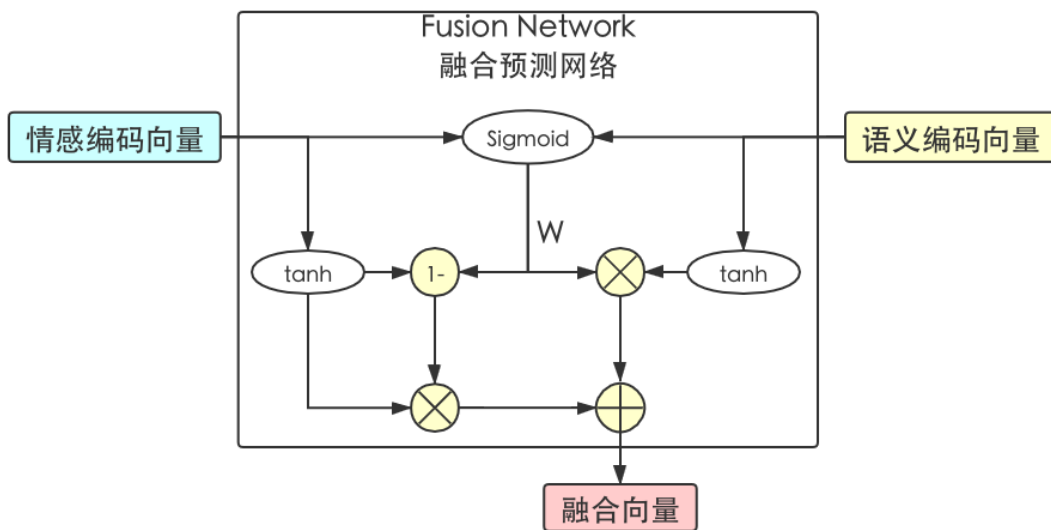 Fusion Network
融合预测网络
情感编码向量
Sigmoid
语义编码向量
W
tanh
1-
tanh
融合向量